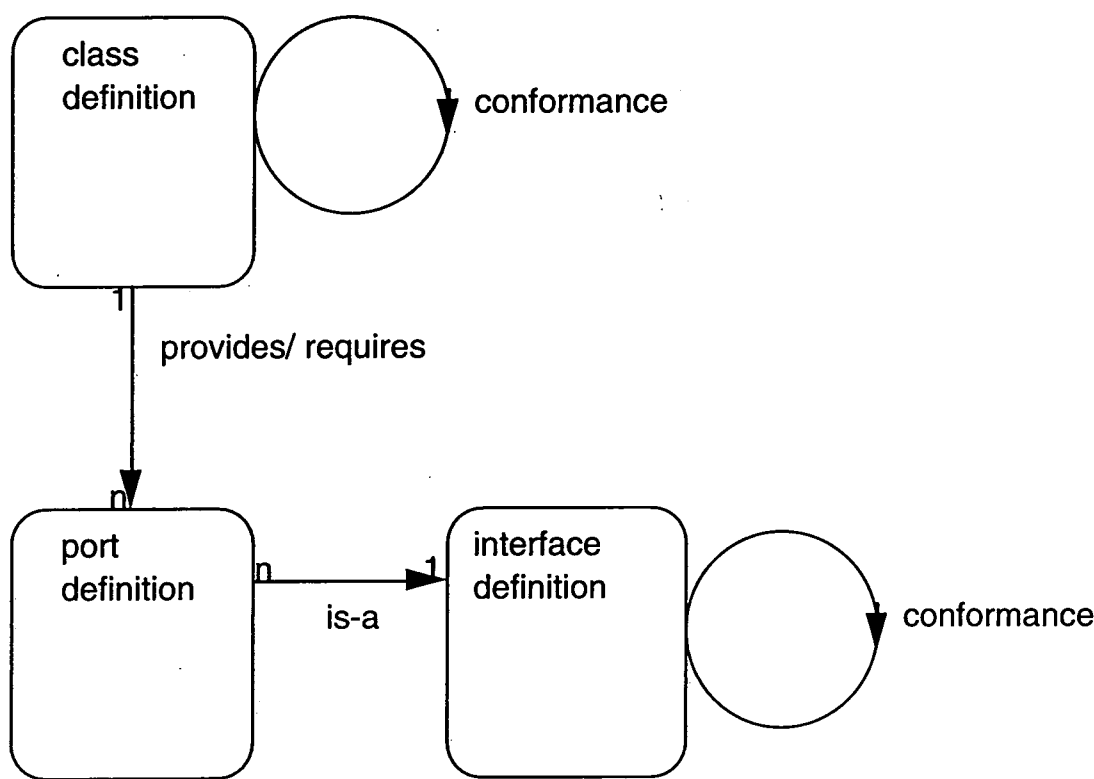 class
definition
conformance
1
provides/ requires
n
port
definition
n
1
is-a
interface
definition
conformance